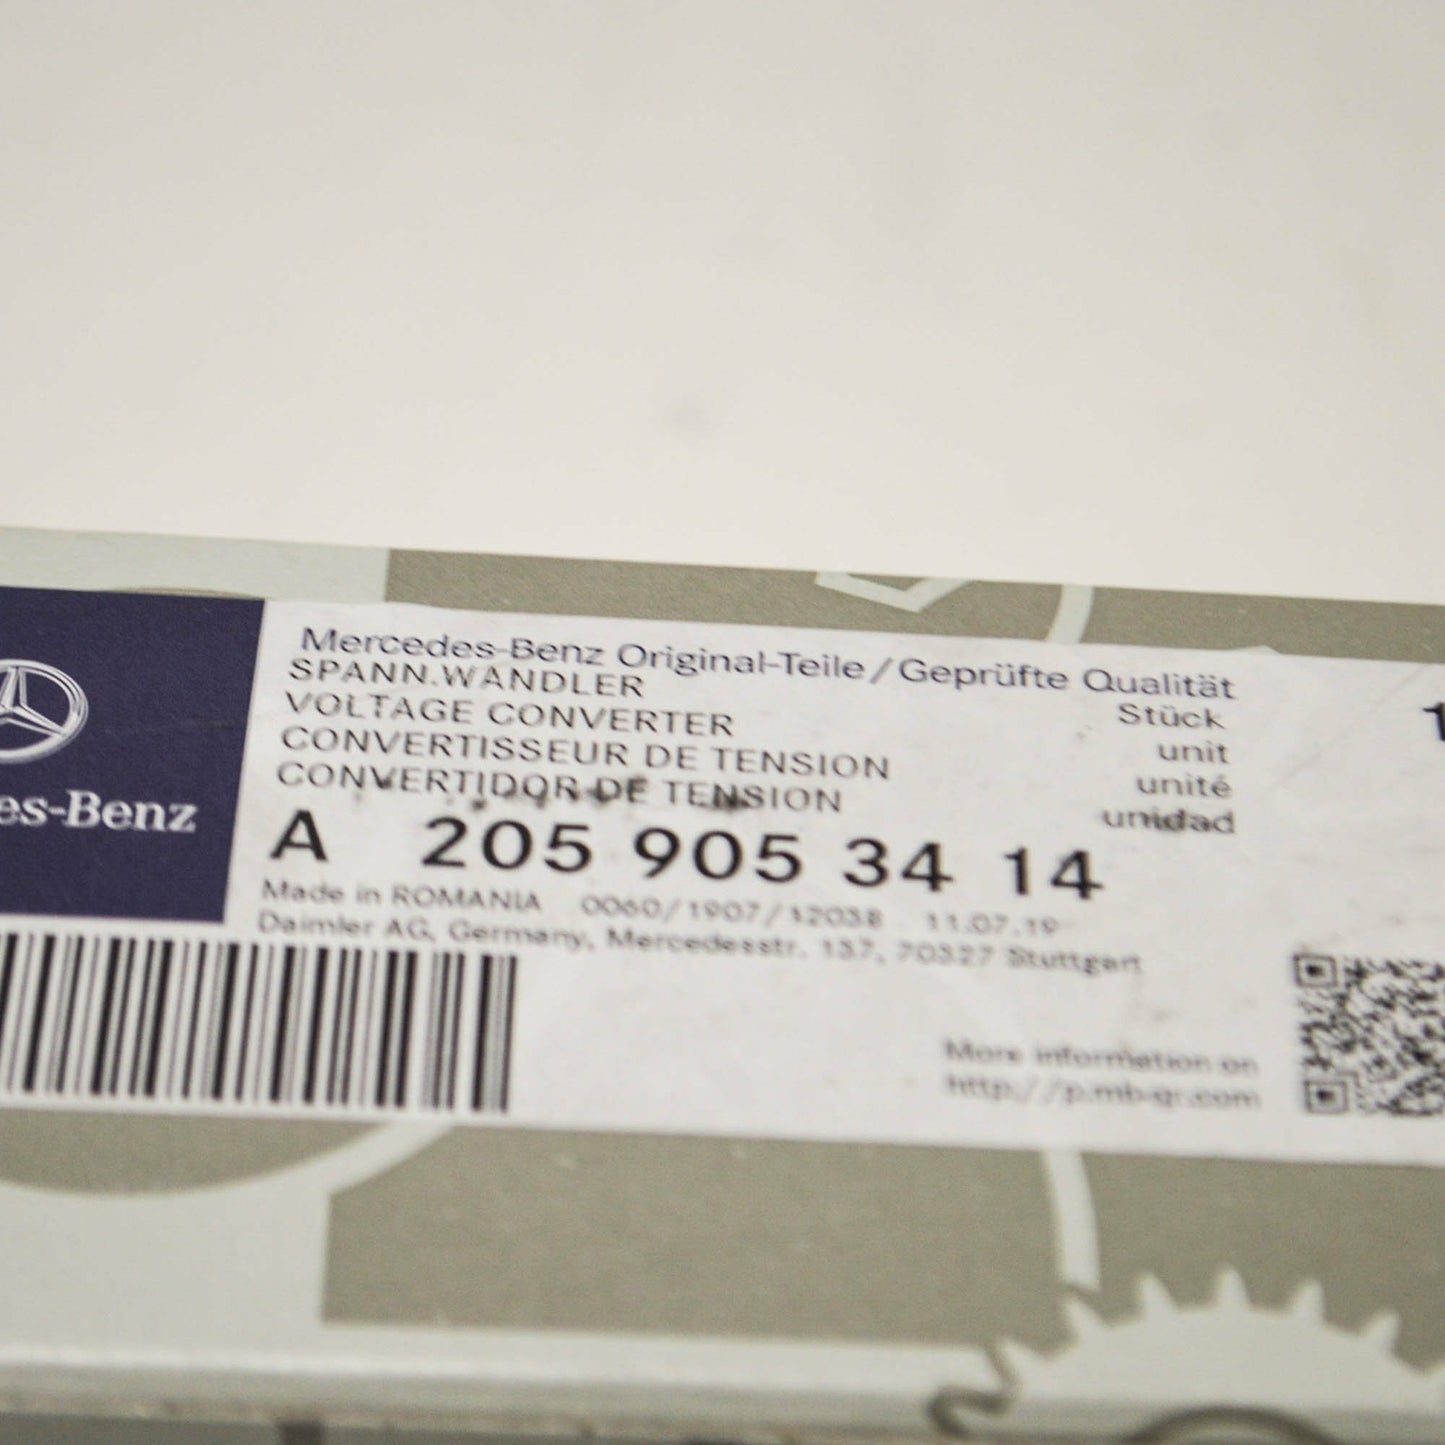 Mercedes-Benz Original-Teile/Geprüfte Qualität
SPANN.WANDLER Stück 1
VOLTAGE CONVERTER unit
CONVERTISSEUR DE TENSION unité
CONVERTIDOR DE TENSION unidad
es-Benz
A 205 905 34 14
Made in ROMANIA 0060/1907/12038 11.07.19
Daimler AG, Germany, Mercedesstr. 137, 70327 Stuttgart
More information on
http://p.mb-qr.com